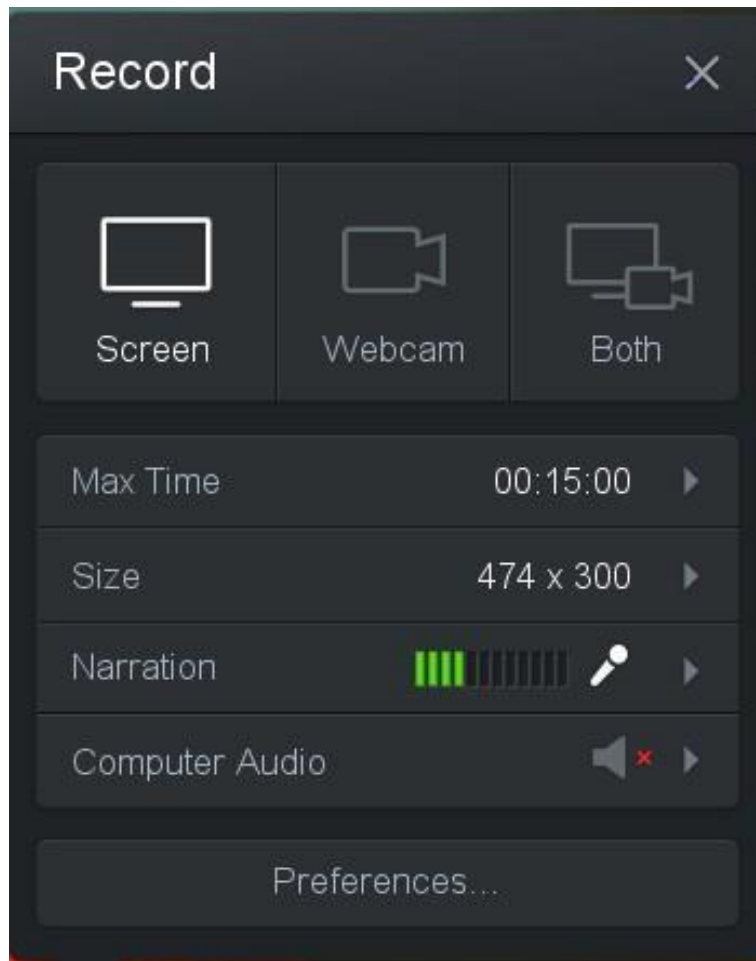 Record
Screen
Webcam
Both
Max Time 00:15:00
Size 474 x 300
Narration
Computer Audio
Preferences...